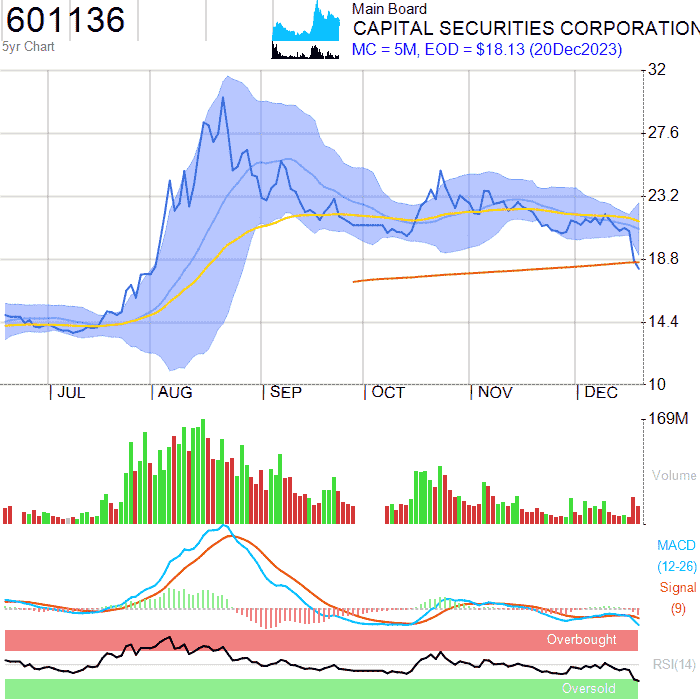 601136
5yr Chart
Main Board
CAPITAL SECURITIES CORPORATION
MC = 5M, EOD = $18.13 (20Dec2023)
32
27.6
23.2
18.8
14.4
10
JUL AUG SEP OCT NOV DEC
169M
Volume
MACD
(12-26)
Signal
(9)
Overbought
RSI(14)
Oversold